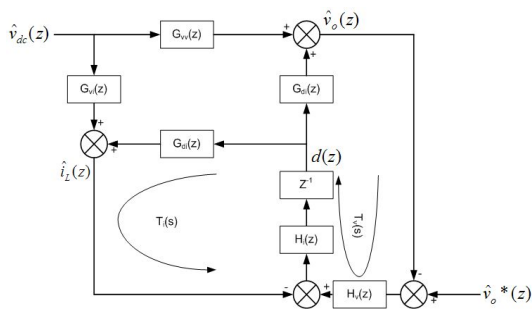 v̂dc(z)
Gvv(z)
+
v̂o(z)
+
Gvi(z)
Gdi(z)
+
+
Gdi(z)
d(z)
îL(z)
Z⁻¹
Ti(s)
Tv(s)
Hi(z)
-
-
+
Hv(z)
+
v̂o*(z)